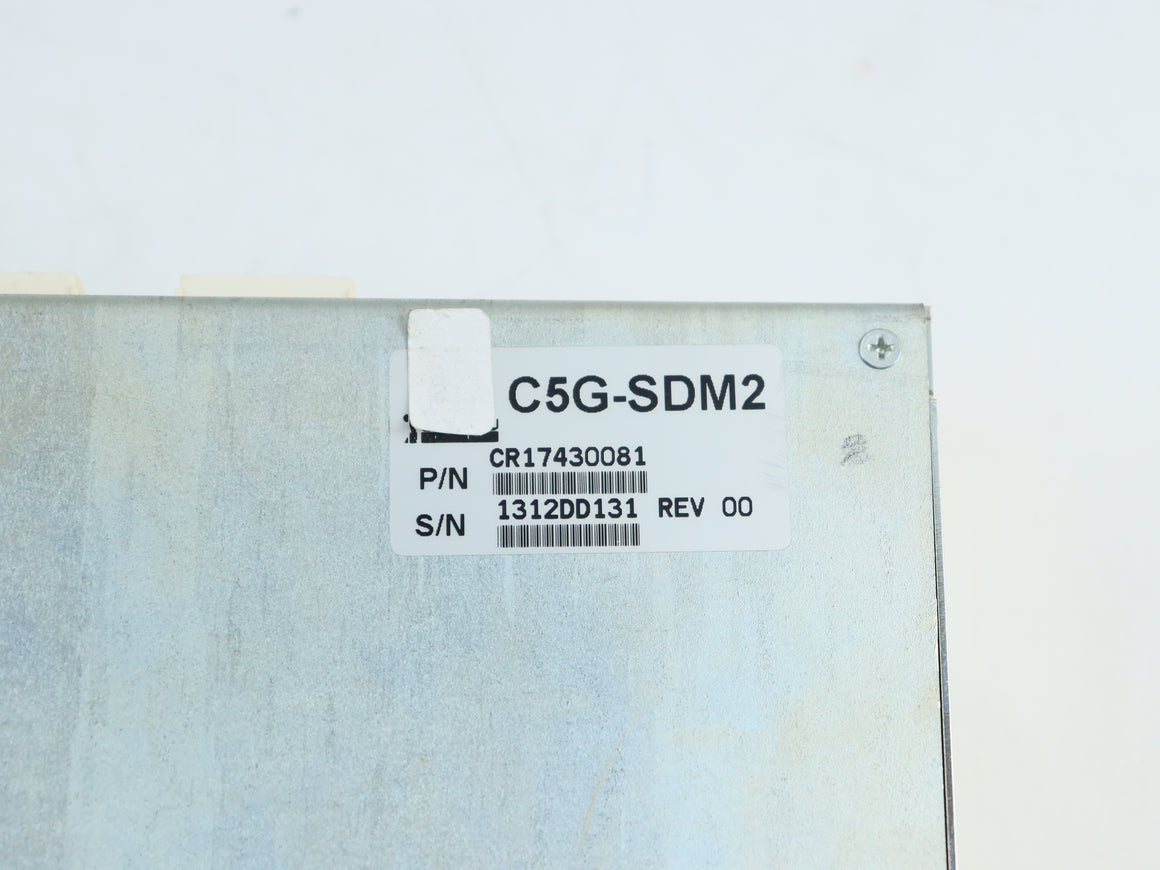 C5G-SDM2
CR17430081
P/N
1312DD131 REV 00
S/N